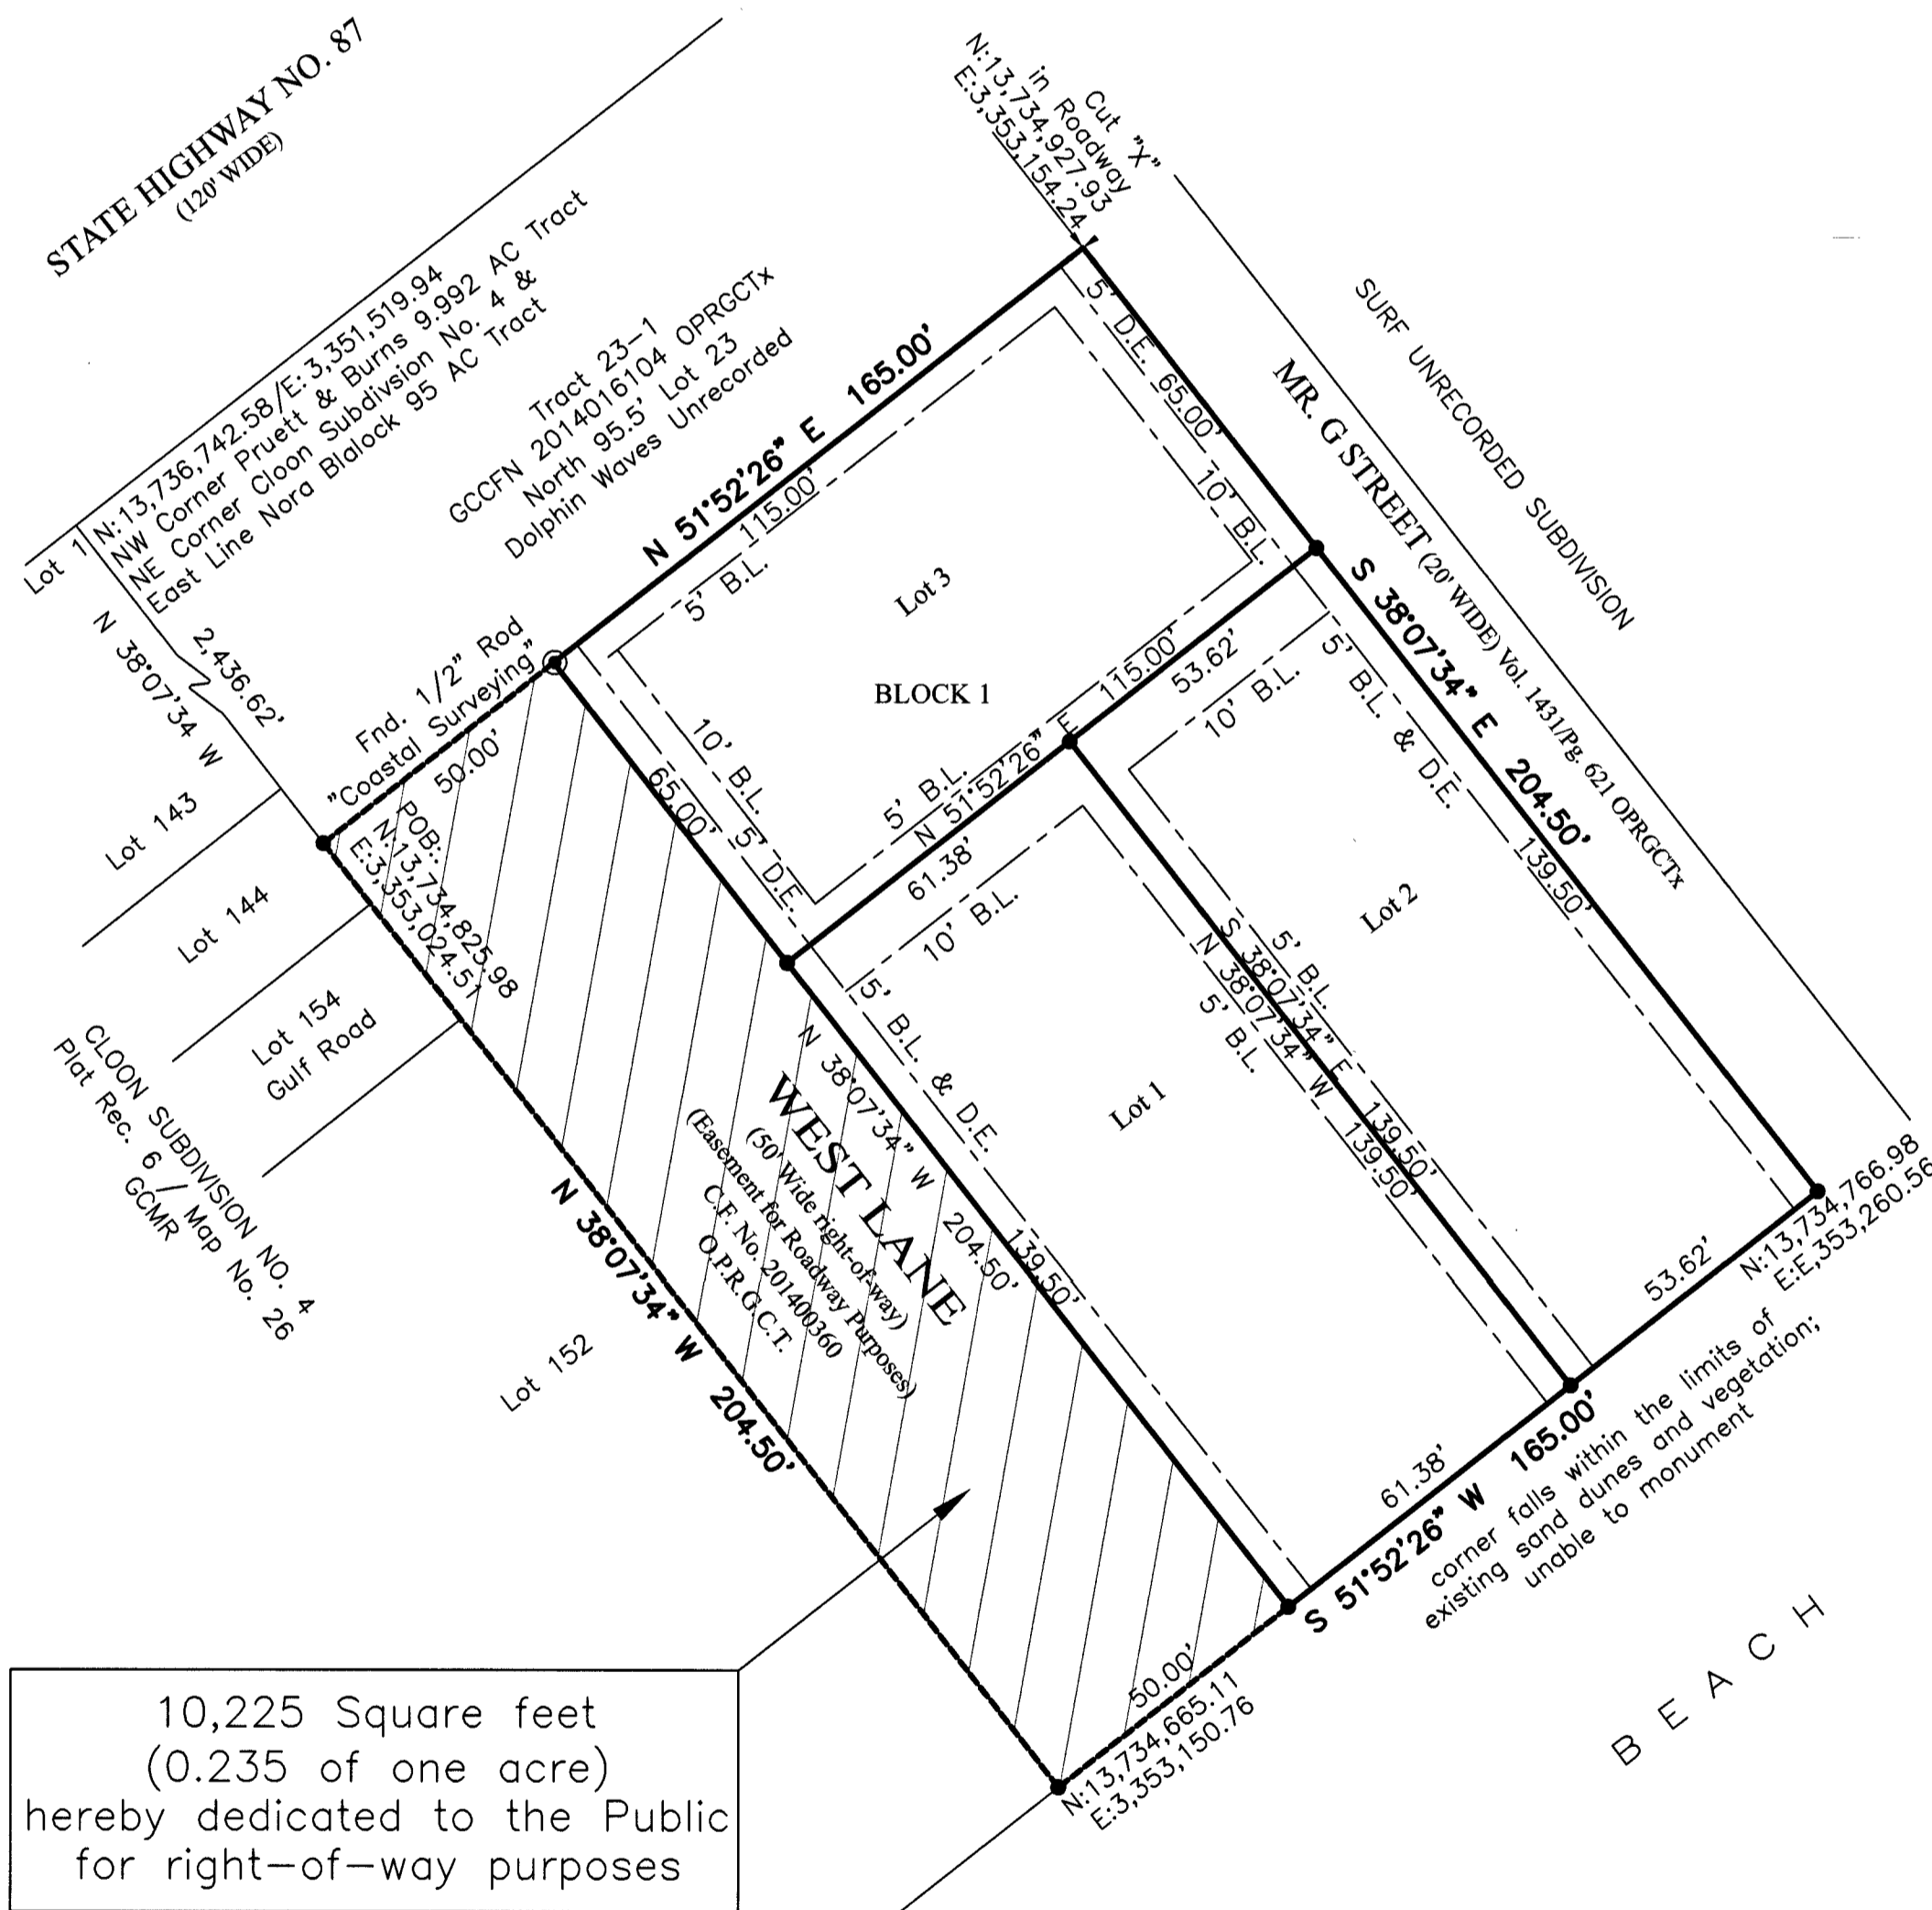 STATE HIGHWAY NO. 87
(120' WIDE)
Cut "X"
in Roadway
N:13,734,927.93
E:3,353,154.24
N:13,736,742.58/E: 3,351,519.94
NW Corner Pruett & Burns 9.992 AC Tract
NE Corner Cloon Subdivision No. 4 &
East Line Nora Blalock 95 AC Tract
Lot 1
Tract 23-1
GCCFN 2014016104 OPRGCTx
North 95.5' Lot 23
Dolphin Waves Unrecorded
N 51°52'26" E 165.00'
115.00'
5' B.L.
5' D.E. 65.00'
10' B.L.
SURF UNRECORDED SUBDIVISION
MR. G STREET (20' WIDE) Vol. 1431/Pg. 621 OPRGCTx
S 38°07'34" E 204.50'
Lot 3
BLOCK 1
2,436.62'
N 38°07'34 W
Fnd. 1/2" Rod
"Coastal Surveying"
50.00'
POB:
N:13,734,825.98
E:3,353,024.51
10' B.L.
65.00'
5' D.E.
5' B.L.
N 51°52'26" E 115.00'
53.62'
10' B.L.
5' B.L. & D.E.
139.50'
61.38'
10' B.L.
Lot 2
Lot 143
Lot 144
Lot 154
Gulf Road
CLOON SUBDIVISION NO. 4
Plat Rec. 6 / Map No. 26
GCMR
5' B.L. & D.E.
Lot 1
5' B.L.
S 38°07'34" E 139.50'
N 38°07'34" W 139.50'
5' B.L.
N 38°07'34" W 204.50'
139.50'
WEST LANE
(50' Wide right-of-way)
(Easement for Roadway Purposes)
C.F. No. 201400360
O.P.R.G.C.T.
N 38°07'34" W 204.50'
Lot 152
N:13,734,766.98
E:E,353,260.56
53.62'
61.38'
S 51°52'26" W 165.00'
corner falls within the limits of
existing sand dunes and vegetation;
unable to monument
50.00'
N:13,734,665.11
E:3,353,150.76
BEACH
10,225 Square feet
(0.235 of one acre)
hereby dedicated to the Public
for right-of-way purposes